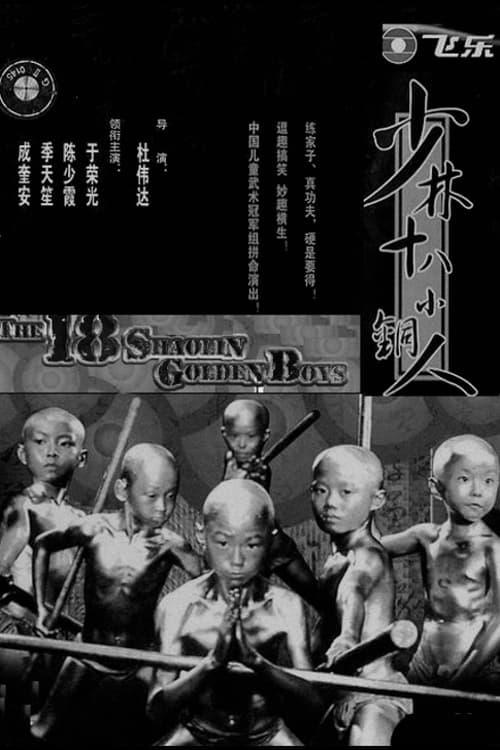 飞乐
少林十八小銅人
练家子、真功夫，硬是要得！
逗趣搞笑 妙趣横生！
中国儿童武术冠军组拼命演出！
导 演：
杜伟达
领衔主演：
于荣光
陈少霞
季天笙
成奎安
G II 0145
THE 18 SHAOLIN
GOLDEN BOYS